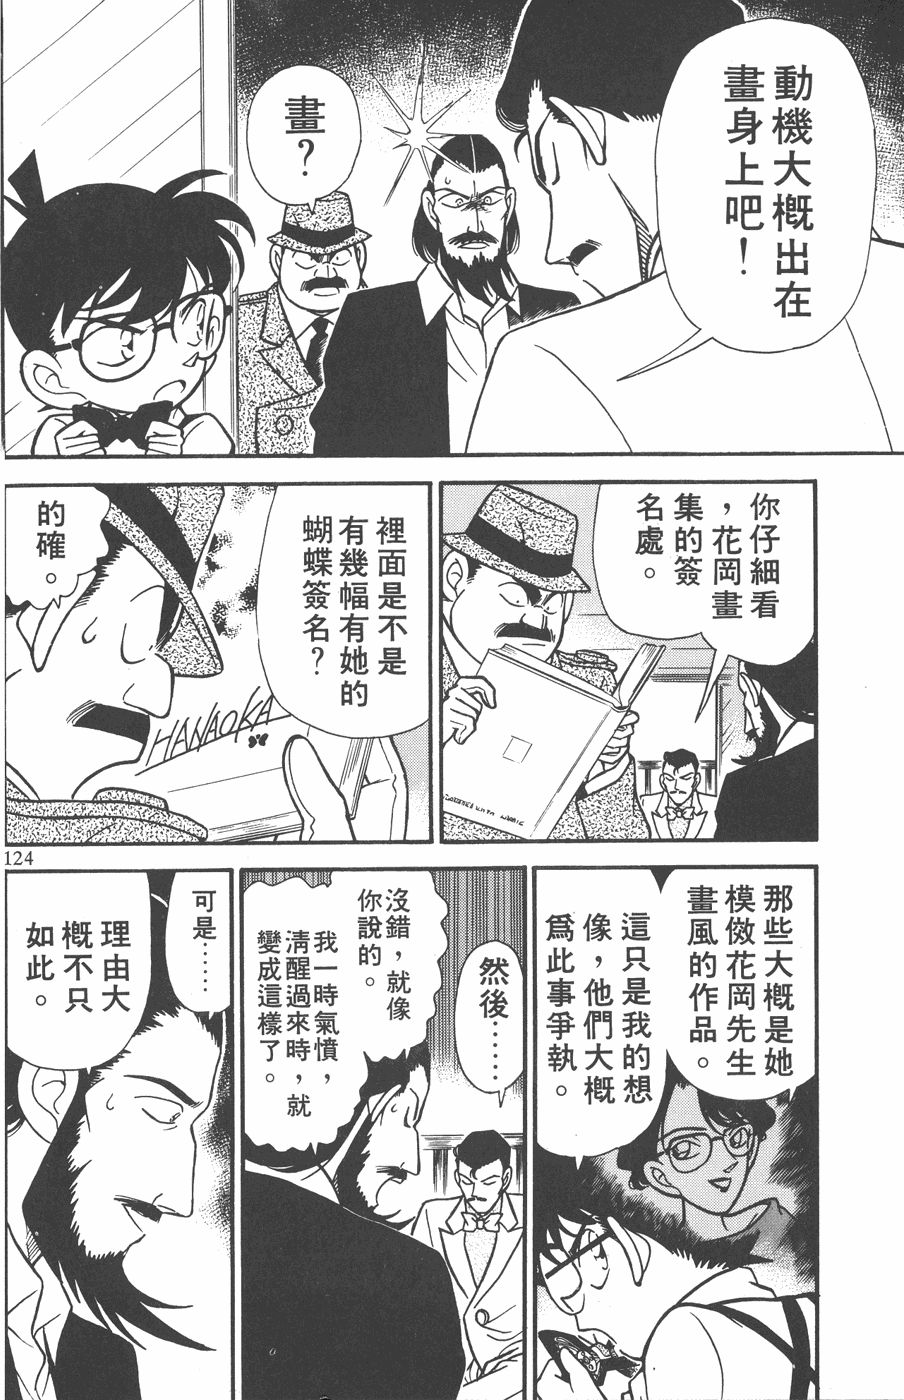 動機大概出在
畫身上吧！
畫？
你仔細看
，花岡畫
集的簽
名處。
裡面是不是
有幾幅有她的
蝴蝶簽名？
HANAOKA
的確。
124
那些大概是她
模倣花岡先生
畫風的作品。
這只是我的想
像，他們大概
爲此事爭執。
然後……
沒錯，就像
你說的。
我一時氣憤，
清醒過來時，就
變成這樣了。
可是……
理由大
概不只
如此。